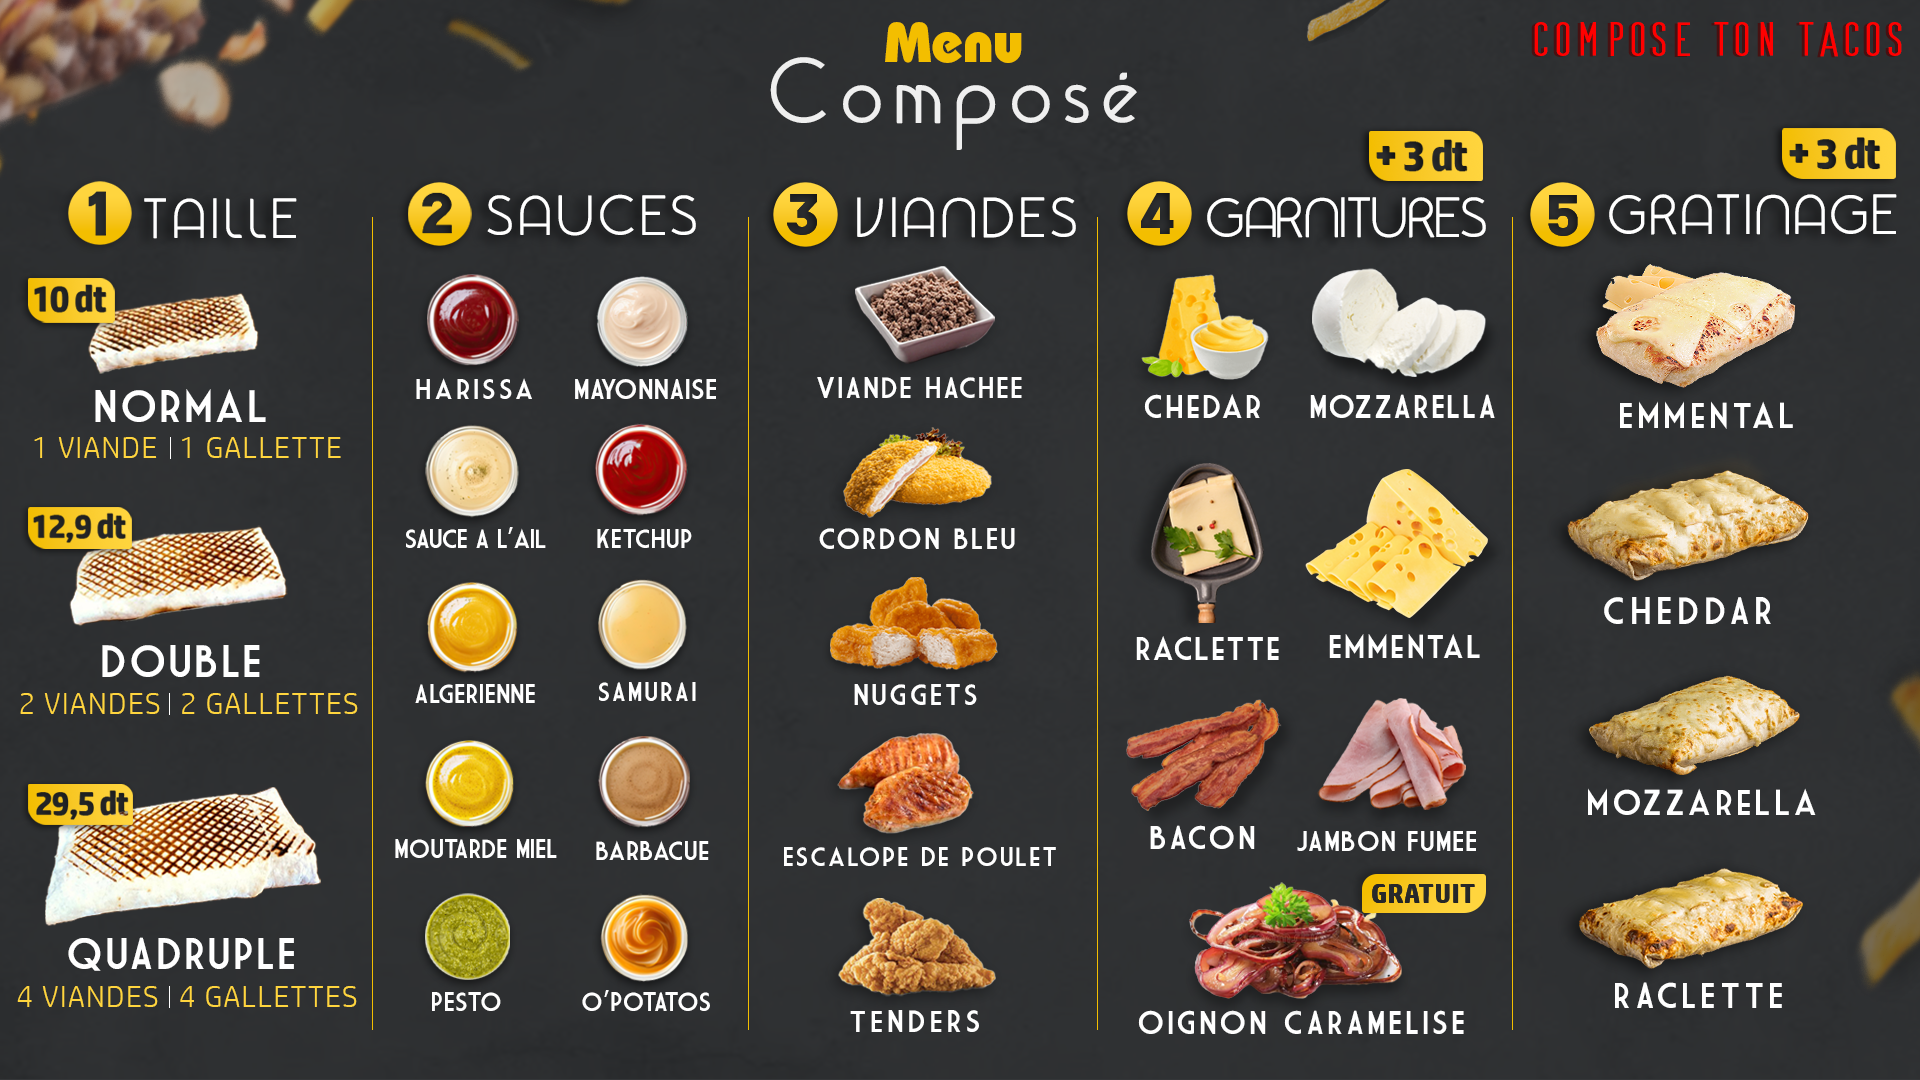 Menu
Composé
COMPOSE TON TACOS
1 TAILLE
10 dt
NORMAL
1 VIANDE | 1 GALLETTE
12,9 dt
DOUBLE
2 VIANDES | 2 GALLETTES
29,5 dt
QUADRUPLE
4 VIANDES | 4 GALLETTES
2 SAUCES
HARISSA
MAYONNAISE
SAUCE A L'AIL
KETCHUP
ALGERIENNE
SAMURAI
MOUTARDE MIEL
BARBACUE
PESTO
O'POTATOS
3 VIANDES
VIANDE HACHEE
CORDON BLEU
NUGGETS
ESCALOPE DE POULET
TENDERS
+ 3 dt
4 GARNITURES
CHEDAR
MOZZARELLA
RACLETTE
EMMENTAL
BACON
JAMBON FUMEE
GRATUIT
OIGNON CARAMELISE
+ 3 dt
5 GRATINAGE
EMMENTAL
CHEDDAR
MOZZARELLA
RACLETTE